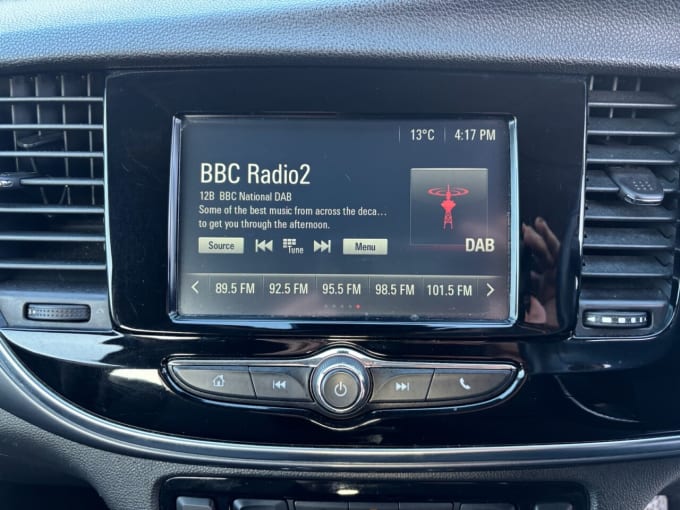 13°C 4:17 PM
BBC Radio2
12B BBC National DAB
Some of the best music from across the deca...
to get you through the afternoon.
DAB
Source Tune Menu
89.5 FM 92.5 FM 95.5 FM 98.5 FM 101.5 FM